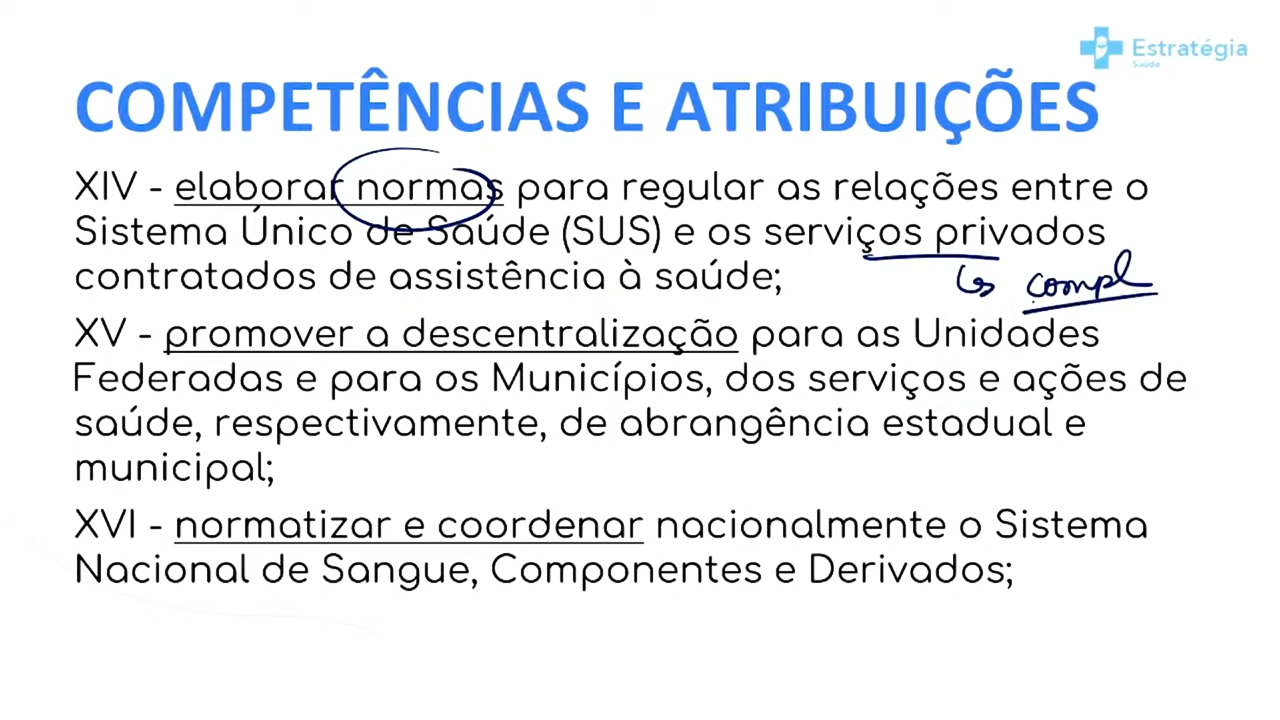 Estratégia
Saúde
COMPETÊNCIAS E ATRIBUIÇÕES
XIV - elaborar normas para regular as relações entre o
Sistema Único de Saúde (SUS) e os serviços privados
contratados de assistência à saúde;
compl
XV - promover a descentralização para as Unidades
Federadas e para os Municípios, dos serviços e ações de
saúde, respectivamente, de abrangência estadual e
municipal;
XVI - normatizar e coordenar nacionalmente o Sistema
Nacional de Sangue, Componentes e Derivados;